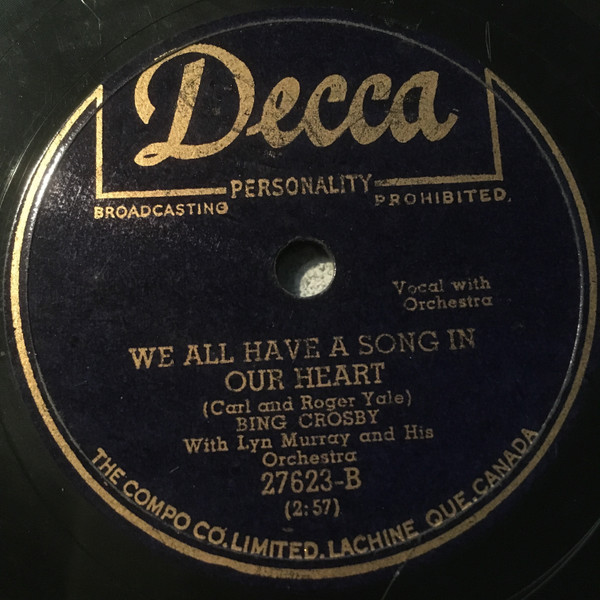 Decca
PERSONALITY
BROADCASTING PROHIBITED.
Vocal with
Orchestra
WE ALL HAVE A SONG IN
OUR HEART
(Carl and Roger Yale)
BING CROSBY
With Lyn Murray and His
Orchestra
27623-B
(2:57)
THE COMPO CO. LIMITED. LACHINE QUE. CANADA